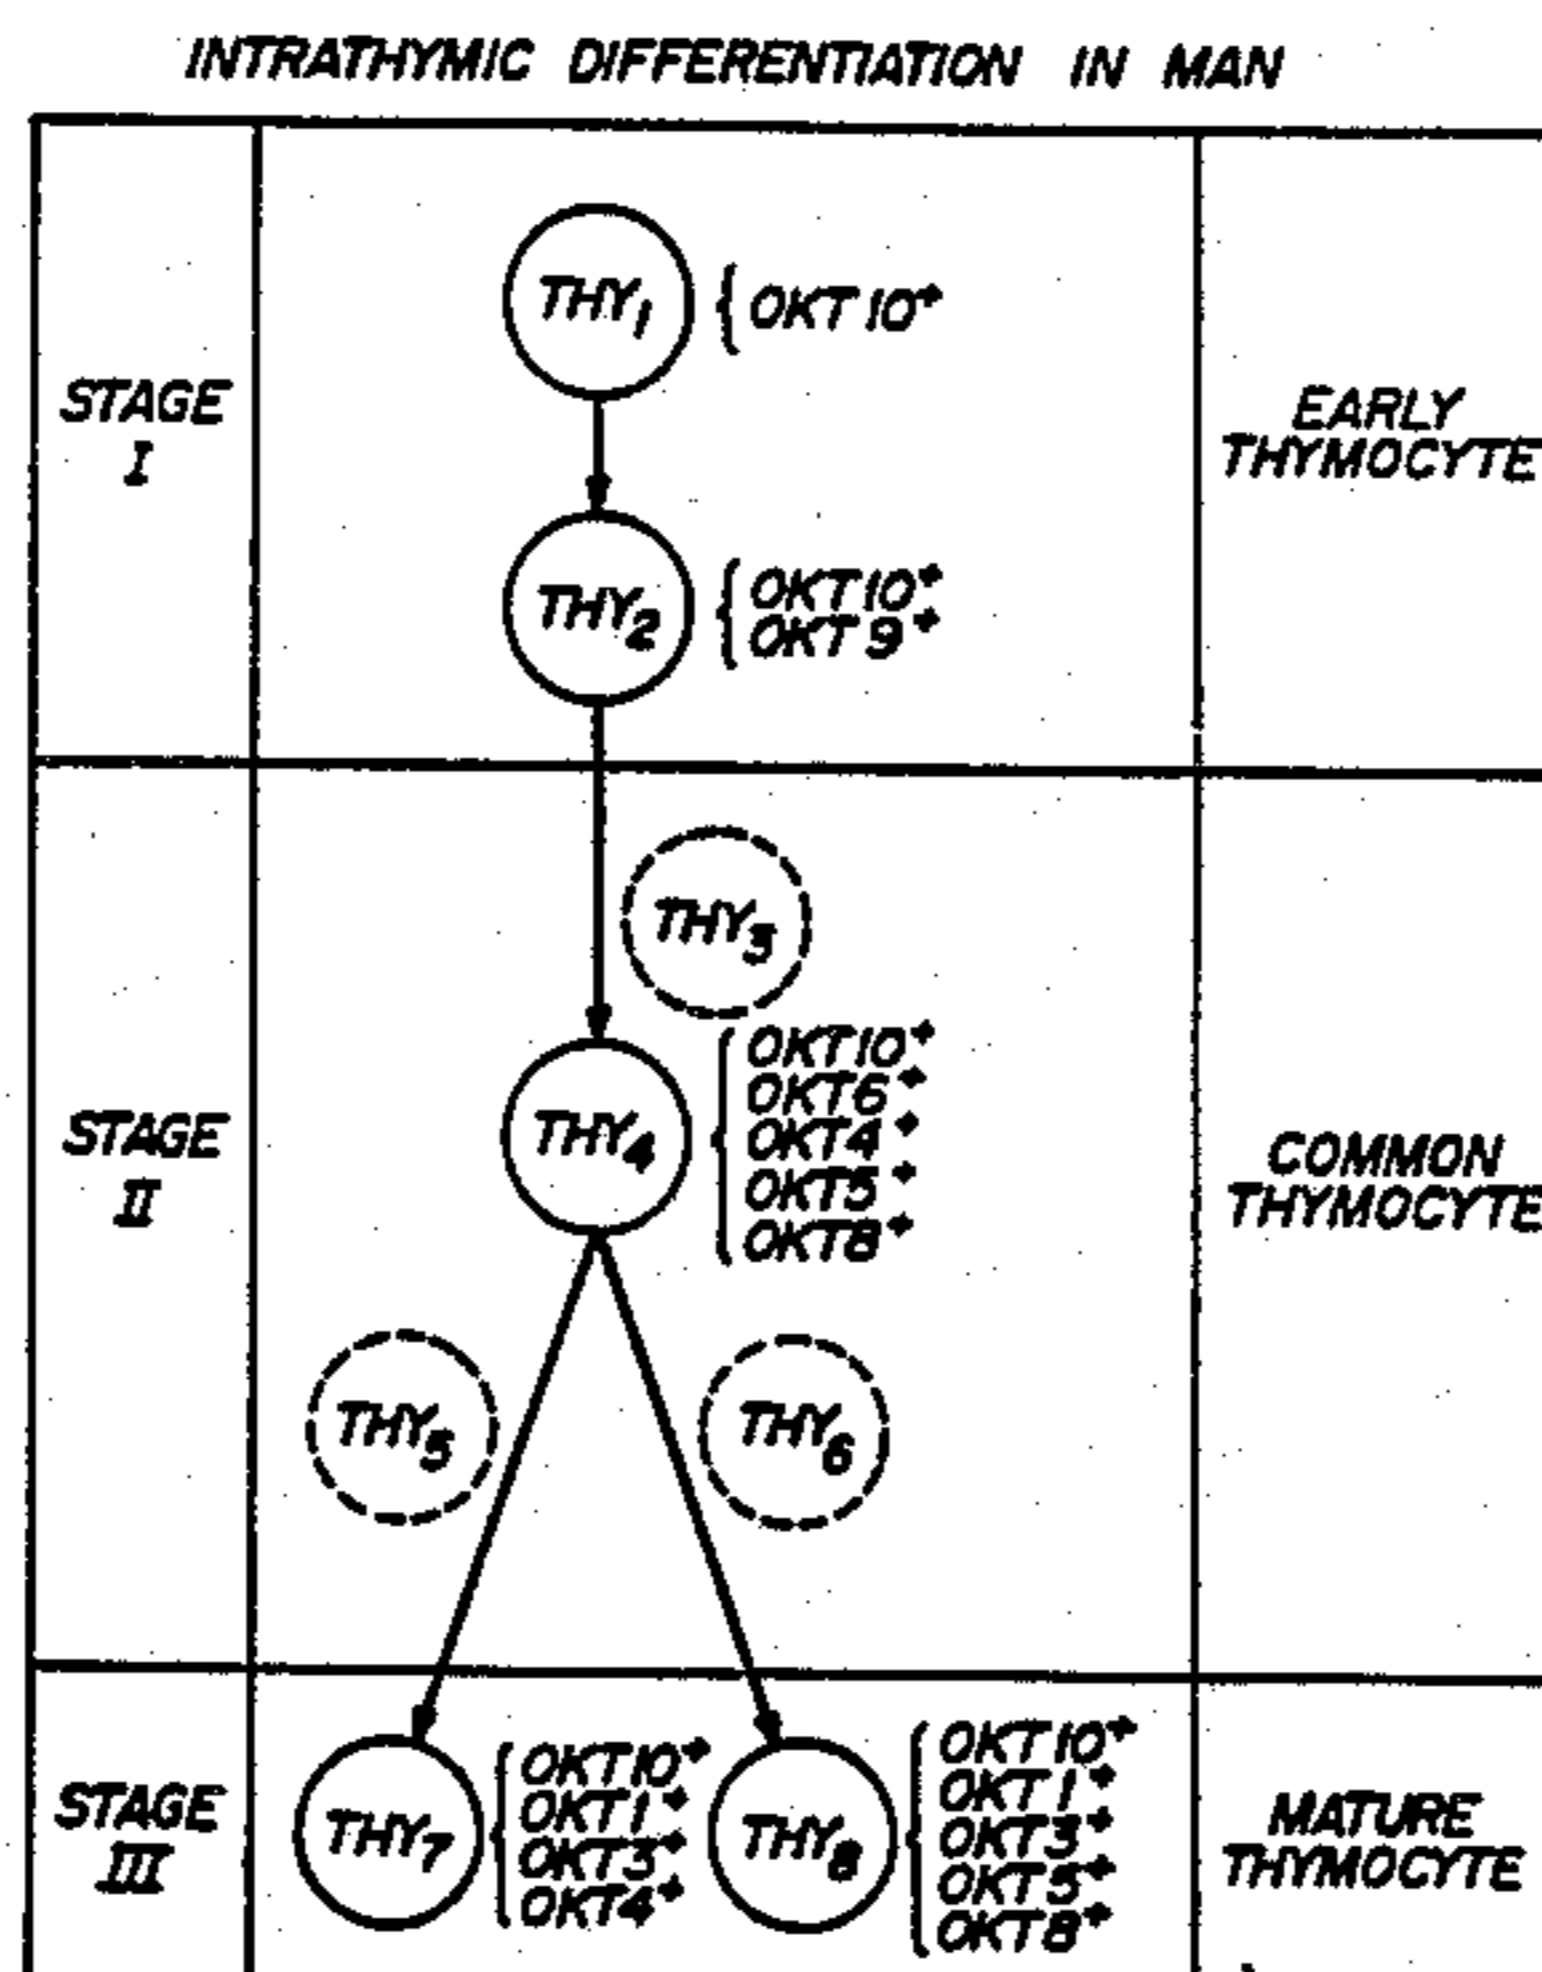 INTRATHYMIC DIFFERENTIATION IN MAN
STAGE
I
THY1
OKT10+
THY2
OKT10+
OKT9+
EARLY
THYMOCYTE
STAGE
II
THY3
THY4
OKT10+
OKT6+
OKT4+
OKT5+
OKT8+
THY5
THY6
COMMON
THYMOCYTE
STAGE
III
THY7
OKT10+
OKT1+
OKT3+
OKT4+
THY8
OKT10+
OKT1+
OKT3+
OKT5+
OKT8+
MATURE
THYMOCYTE